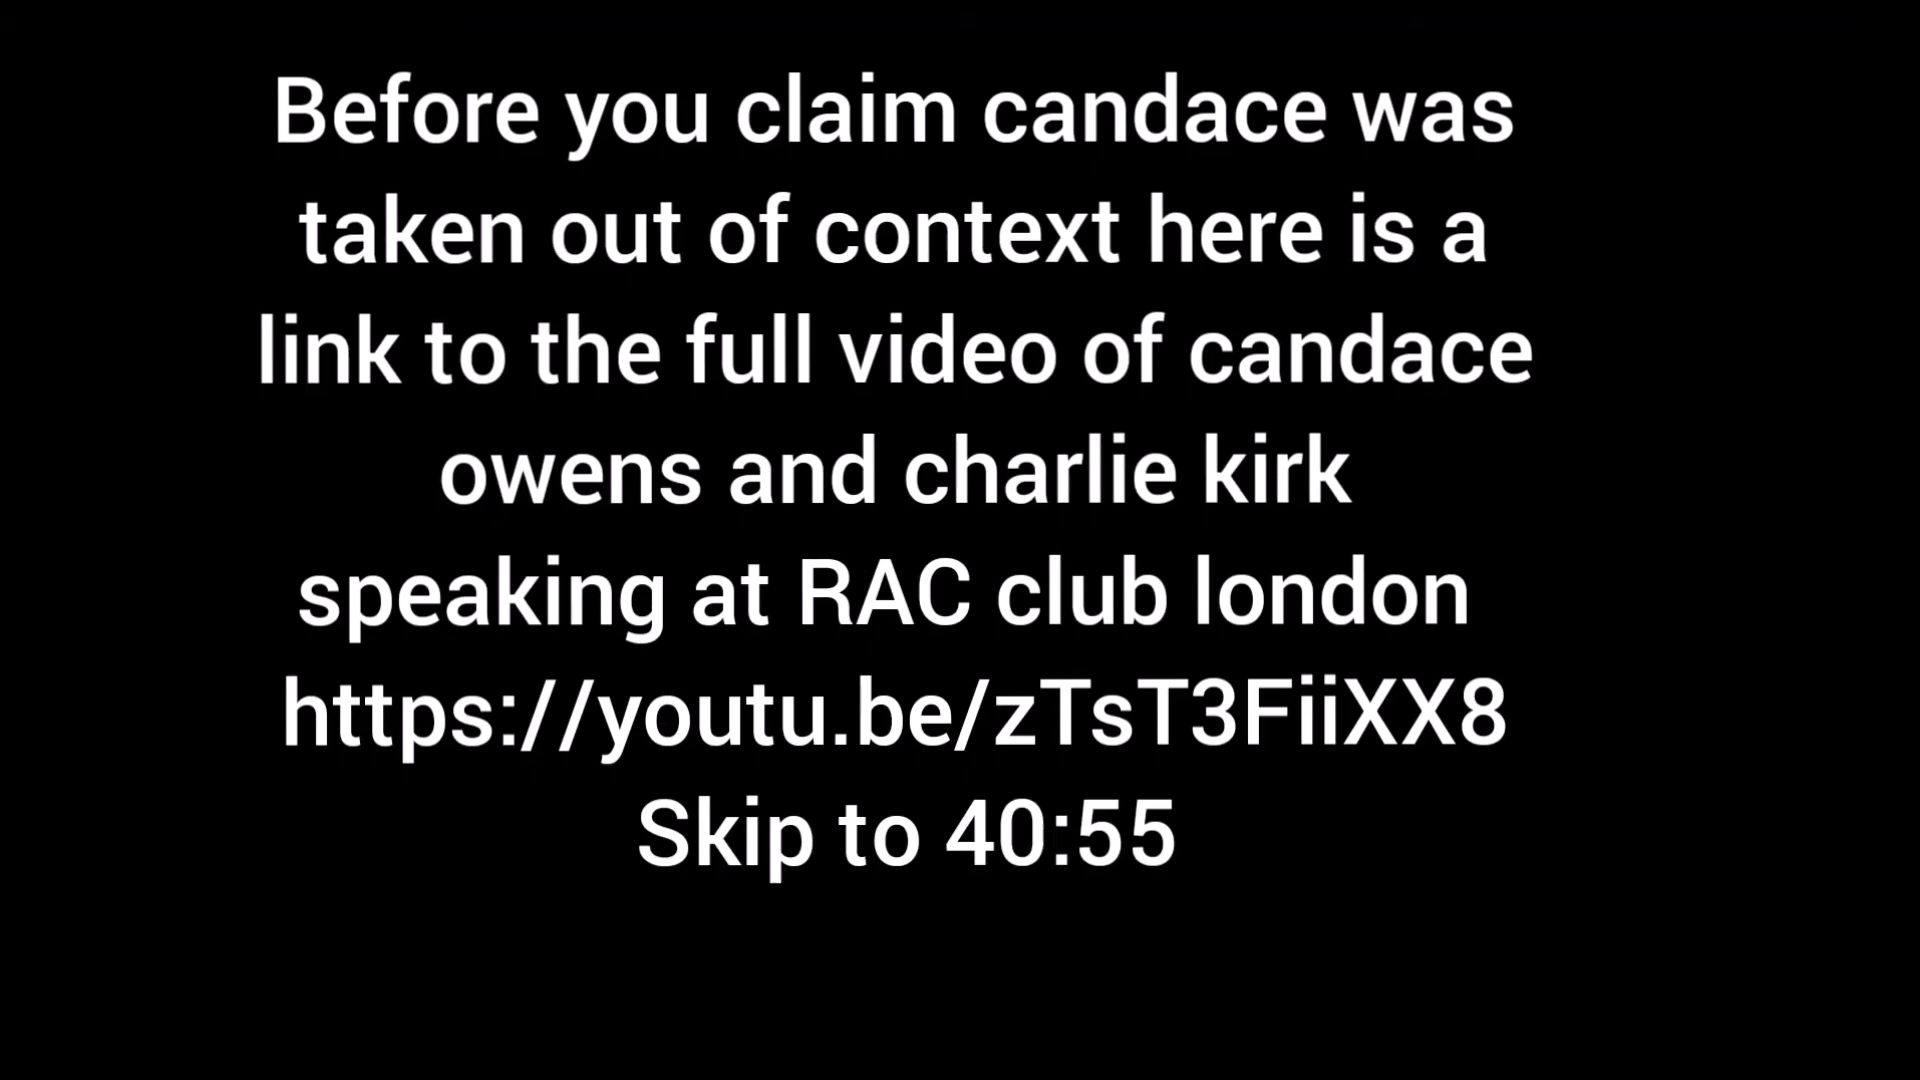 Before you claim candace was
taken out of context here is a
link to the full video of candace
owens and charlie kirk
speaking at RAC club london
https://youtu.be/zTsT3FiiXX8
Skip to 40:55